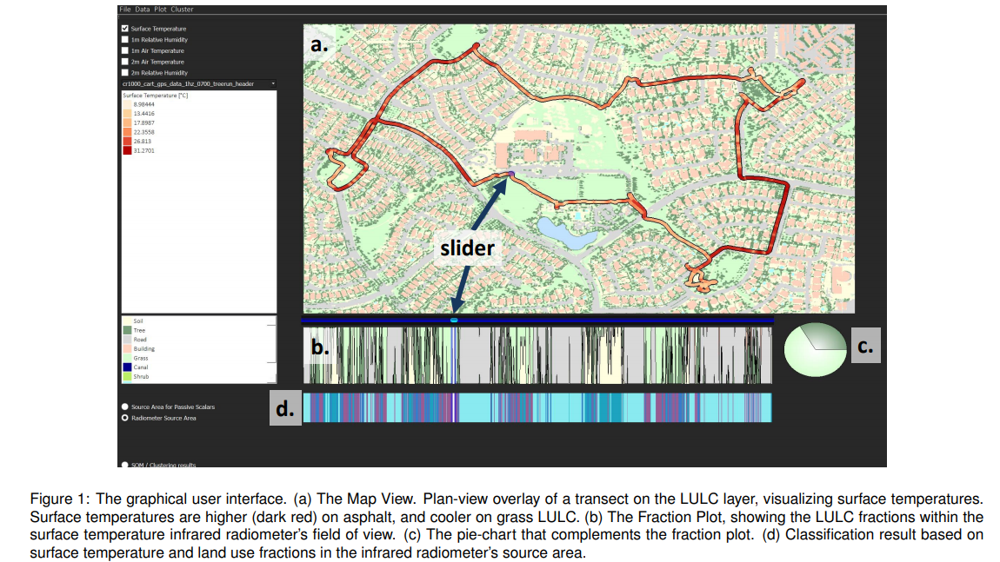 File Data Plot Cluster
Surface Temperature
1m Relative Humidity
1m Air Temperature
2m Air Temperature
2m Relative Humidity
cr1000_cart_gps_data_1hz_0700_treerun_header
Surface Temperature [°C]
8.98444
13.4416
17.8987
22.3558
26.813
31.2701
a.
slider
Soil
Tree
Road
Building
Grass
Canal
Shrub
b.
c.
d.
Source Area for Passive Scalars
Radiometer Source Area
SOM / Clustering results
Figure 1: The graphical user interface. (a) The Map View. Plan-view overlay of a transect on the LULC layer, visualizing surface temperatures.
Surface temperatures are higher (dark red) on asphalt, and cooler on grass LULC. (b) The Fraction Plot, showing the LULC fractions within the
surface temperature infrared radiometer's field of view. (c) The pie-chart that complements the fraction plot. (d) Classification result based on
surface temperature and land use fractions in the infrared radiometer's source area.